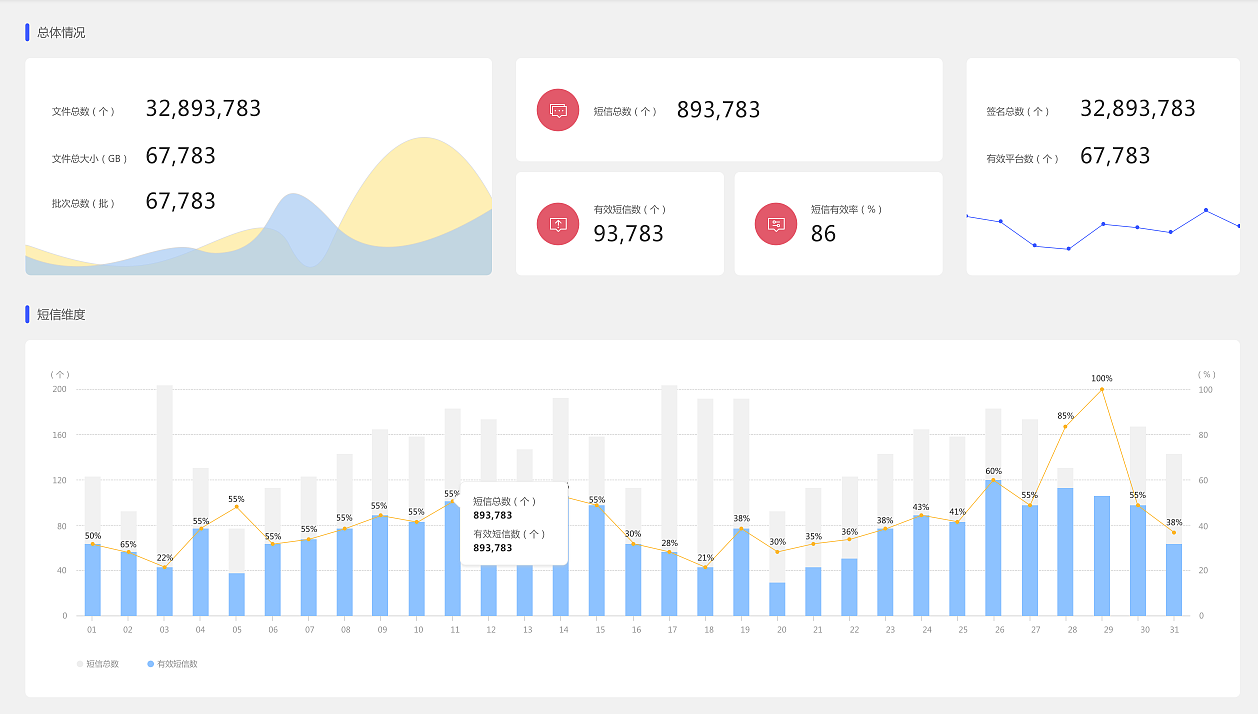 总体情况
文件总数（个） 32,893,783
文件总大小（GB） 67,783
批次总数（批） 67,783
短信总数（个） 893,783
有效短信数（个）
93,783
短信有效率（%）
86
签名总数（个） 32,893,783
有效平台数（个） 67,783
短信维度
（个） （%）
200 100
160 80
120 60
80 40
40 20
0 0
50% 65% 22% 55% 55% 55% 55% 55% 55% 55% 55% 55% 30% 28% 21% 38% 30% 35% 36% 38% 43% 41% 60% 55% 85% 100% 55% 38%
短信总数（个）
893,783
有效短信数（个）
893,783
01 02 03 04 05 06 07 08 09 10 11 12 13 14 15 16 17 18 19 20 21 22 23 24 25 26 27 28 29 30 31
短信总数 有效短信数